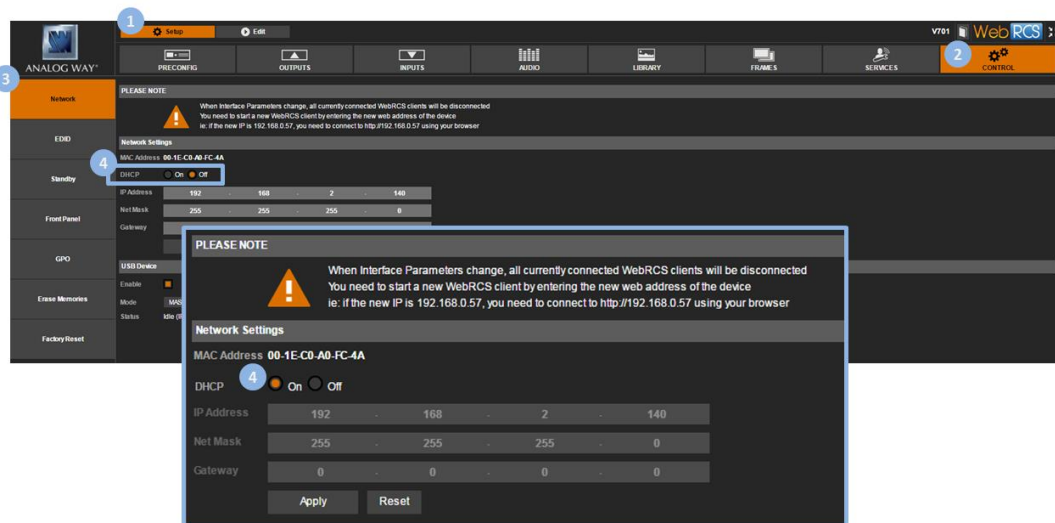 1
Setup
Edit
V701
WebRCS
ANALOG WAY®
PRECONFIG
OUTPUTS
INPUTS
AUDIO
LIBRARY
FRAMES
SERVICES
2
CONTROL
3
Network
EDID
Standby
Front Panel
GPO
Erase Memories
Factory Reset
PLEASE NOTE
When Interface Parameters change, all currently connected WebRCS clients will be disconnected
You need to start a new WebRCS client by entering the new web address of the device
ie: if the new IP is 192.168.0.57, you need to connect to http://192.168.0.57 using your browser
Network Settings
MAC Address 00-1E-C0-A0-FC-4A
4
DHCP On Off
IP Address 192 . 168 . 2 . 140
Net Mask 255 . 255 . 255 . 0
Gateway
USB Device
Enable
Mode MAS
Status Idle
PLEASE NOTE
When Interface Parameters change, all currently connected WebRCS clients will be disconnected
You need to start a new WebRCS client by entering the new web address of the device
ie: if the new IP is 192.168.0.57, you need to connect to http://192.168.0.57 using your browser
Network Settings
MAC Address 00-1E-C0-A0-FC-4A
DHCP 4 On Off
IP Address 192 . 168 . 2 . 140
Net Mask 255 . 255 . 255 . 0
Gateway 0 . 0 . 0 . 0
Apply Reset